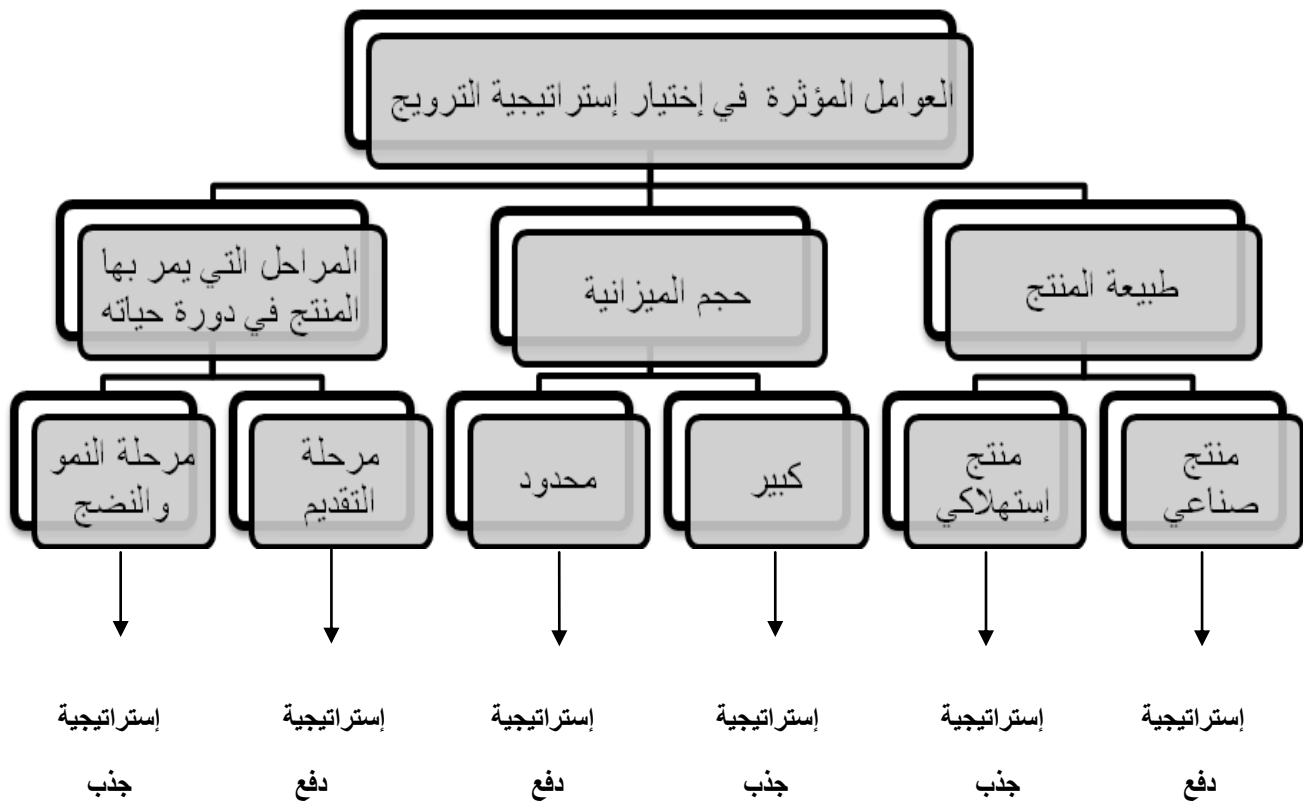 العوامل المؤثرة في إختيار إستراتيجية الترويج
طبيعة المنتج
حجم الميزانية
المراحل التي يمر بها
المنتج في دورة حياته
منتج
صناعي
منتج
إستهلاكي
كبير
محدود
مرحلة
التقديم
مرحلة النمو
والنضج
إستراتيجية
دفع
إستراتيجية
جذب
إستراتيجية
جذب
إستراتيجية
دفع
إستراتيجية
دفع
إستراتيجية
جذب